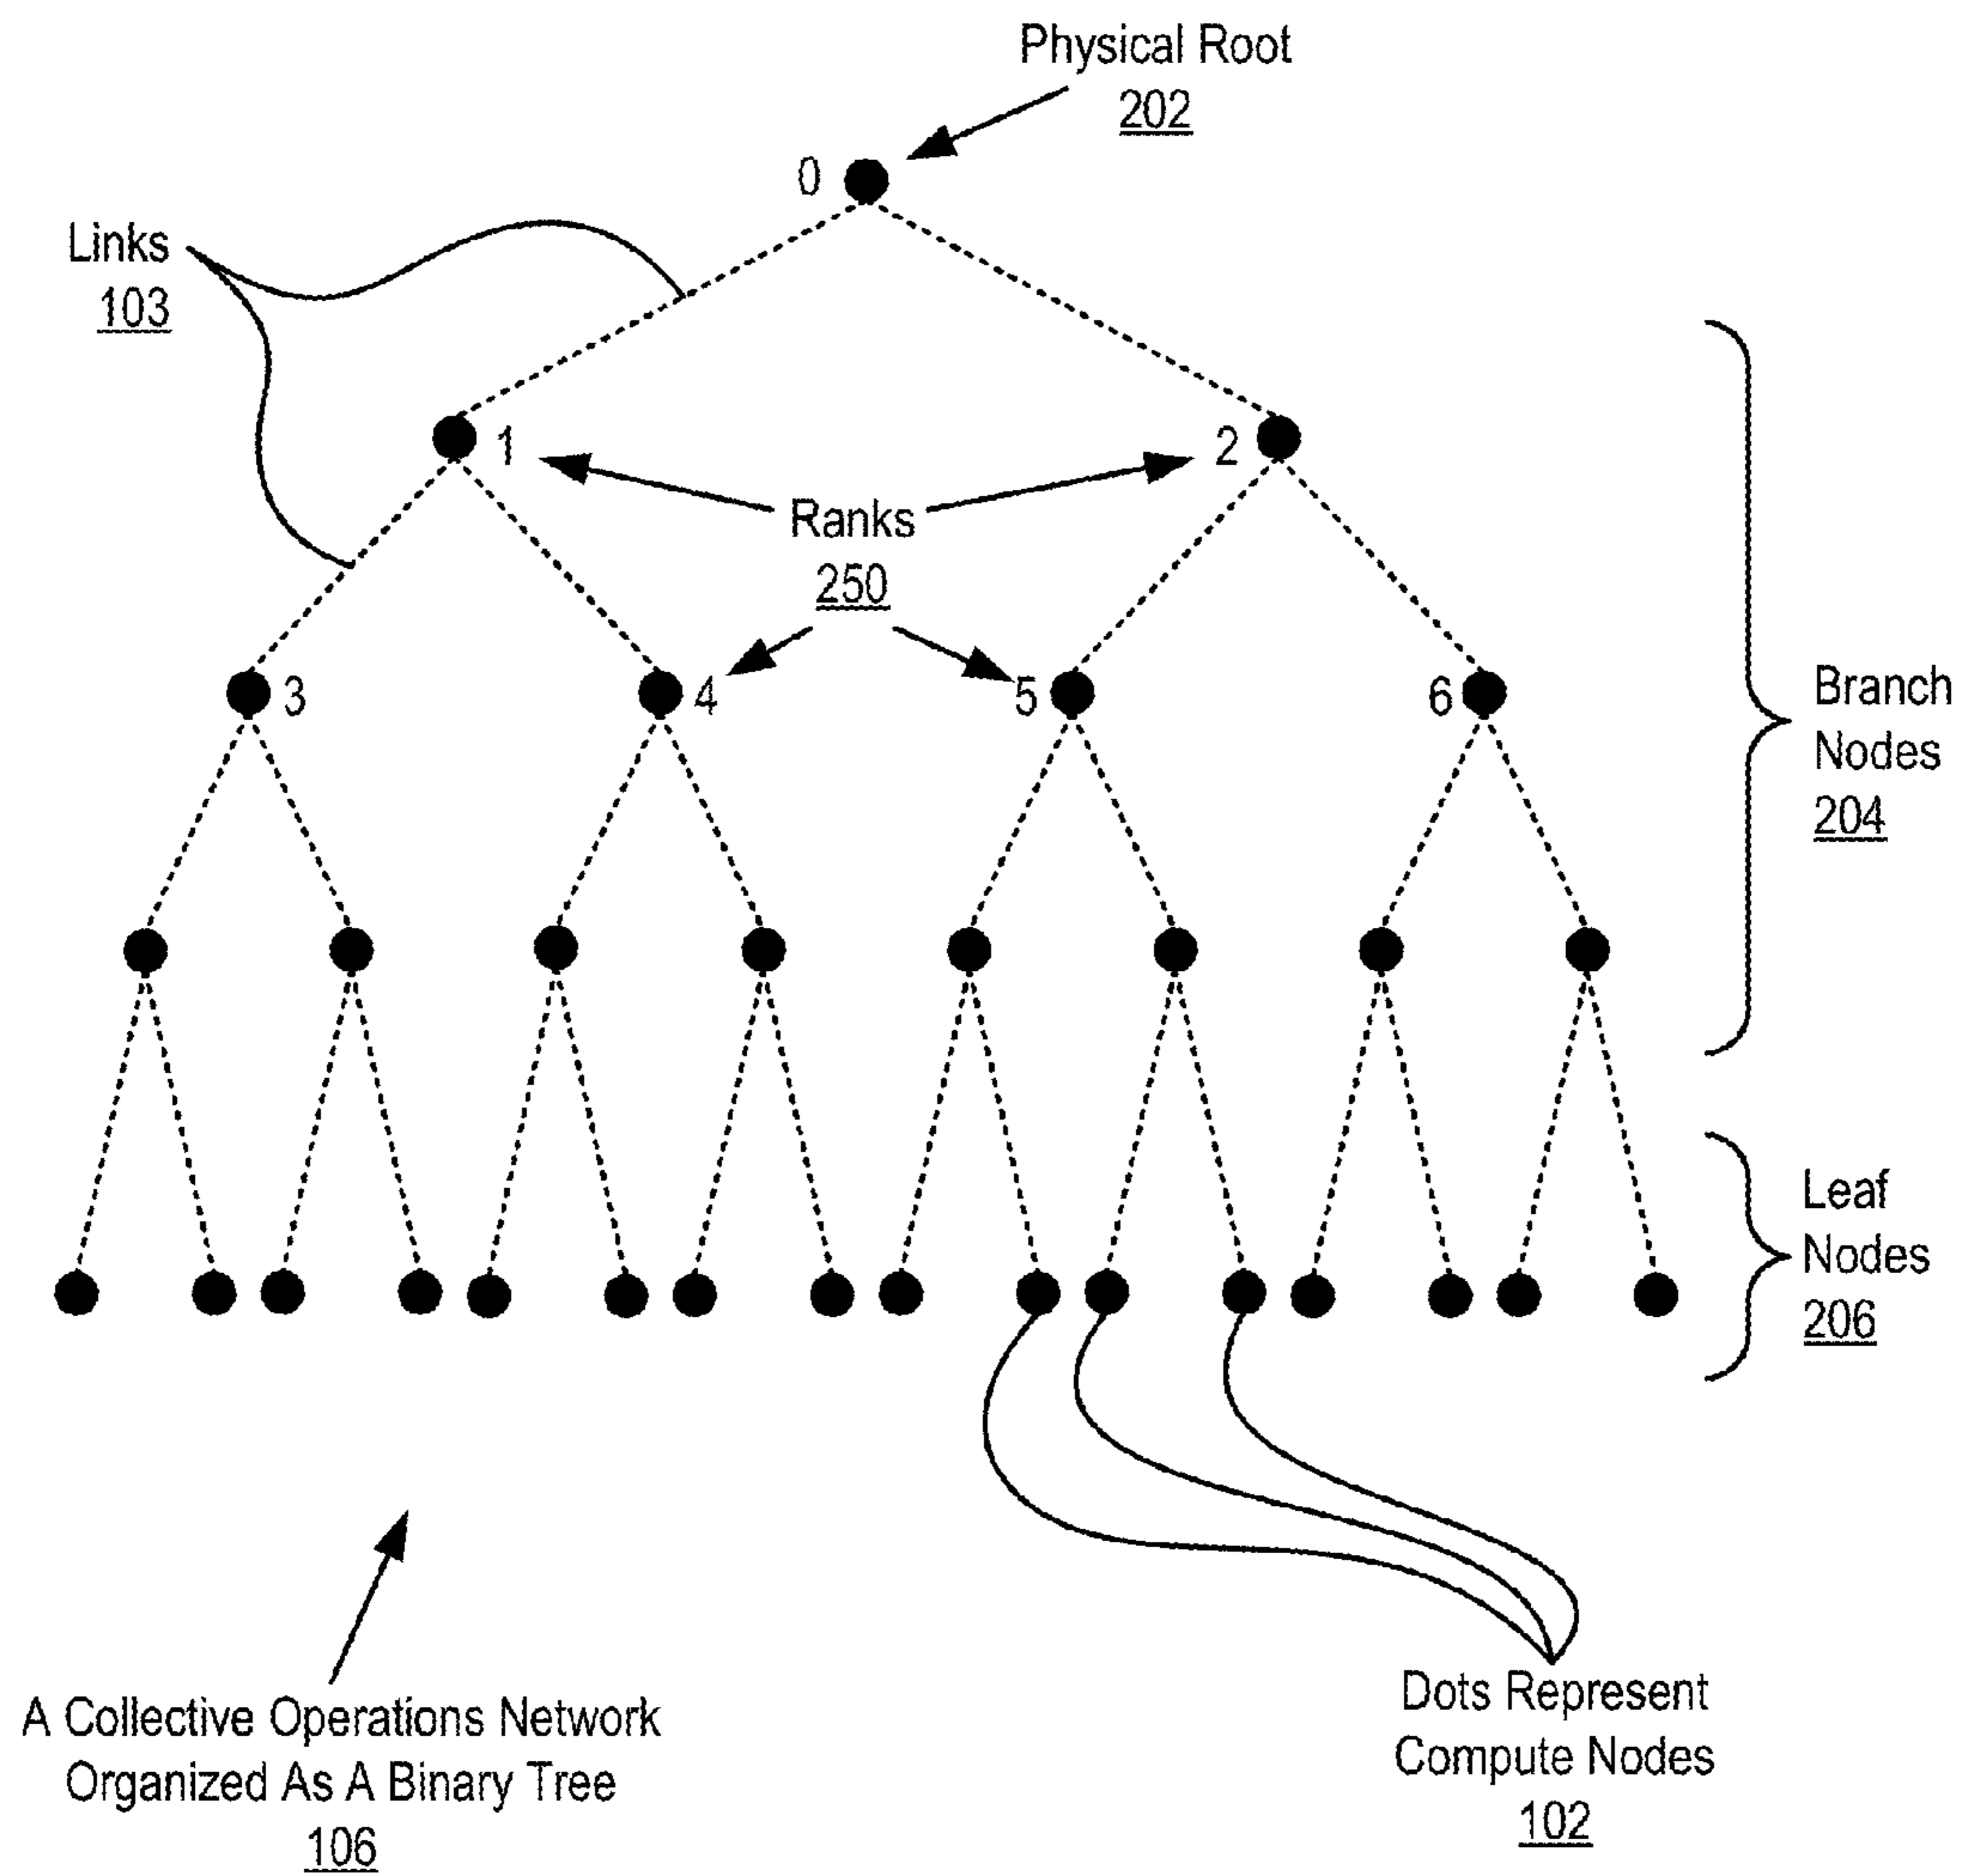 Physical Root
202
0
Links
103
1
2
Ranks
250
3
4
5
6
Branch
Nodes
204
Leaf
Nodes
206
A Collective Operations Network
Organized As A Binary Tree
106
Dots Represent
Compute Nodes
102